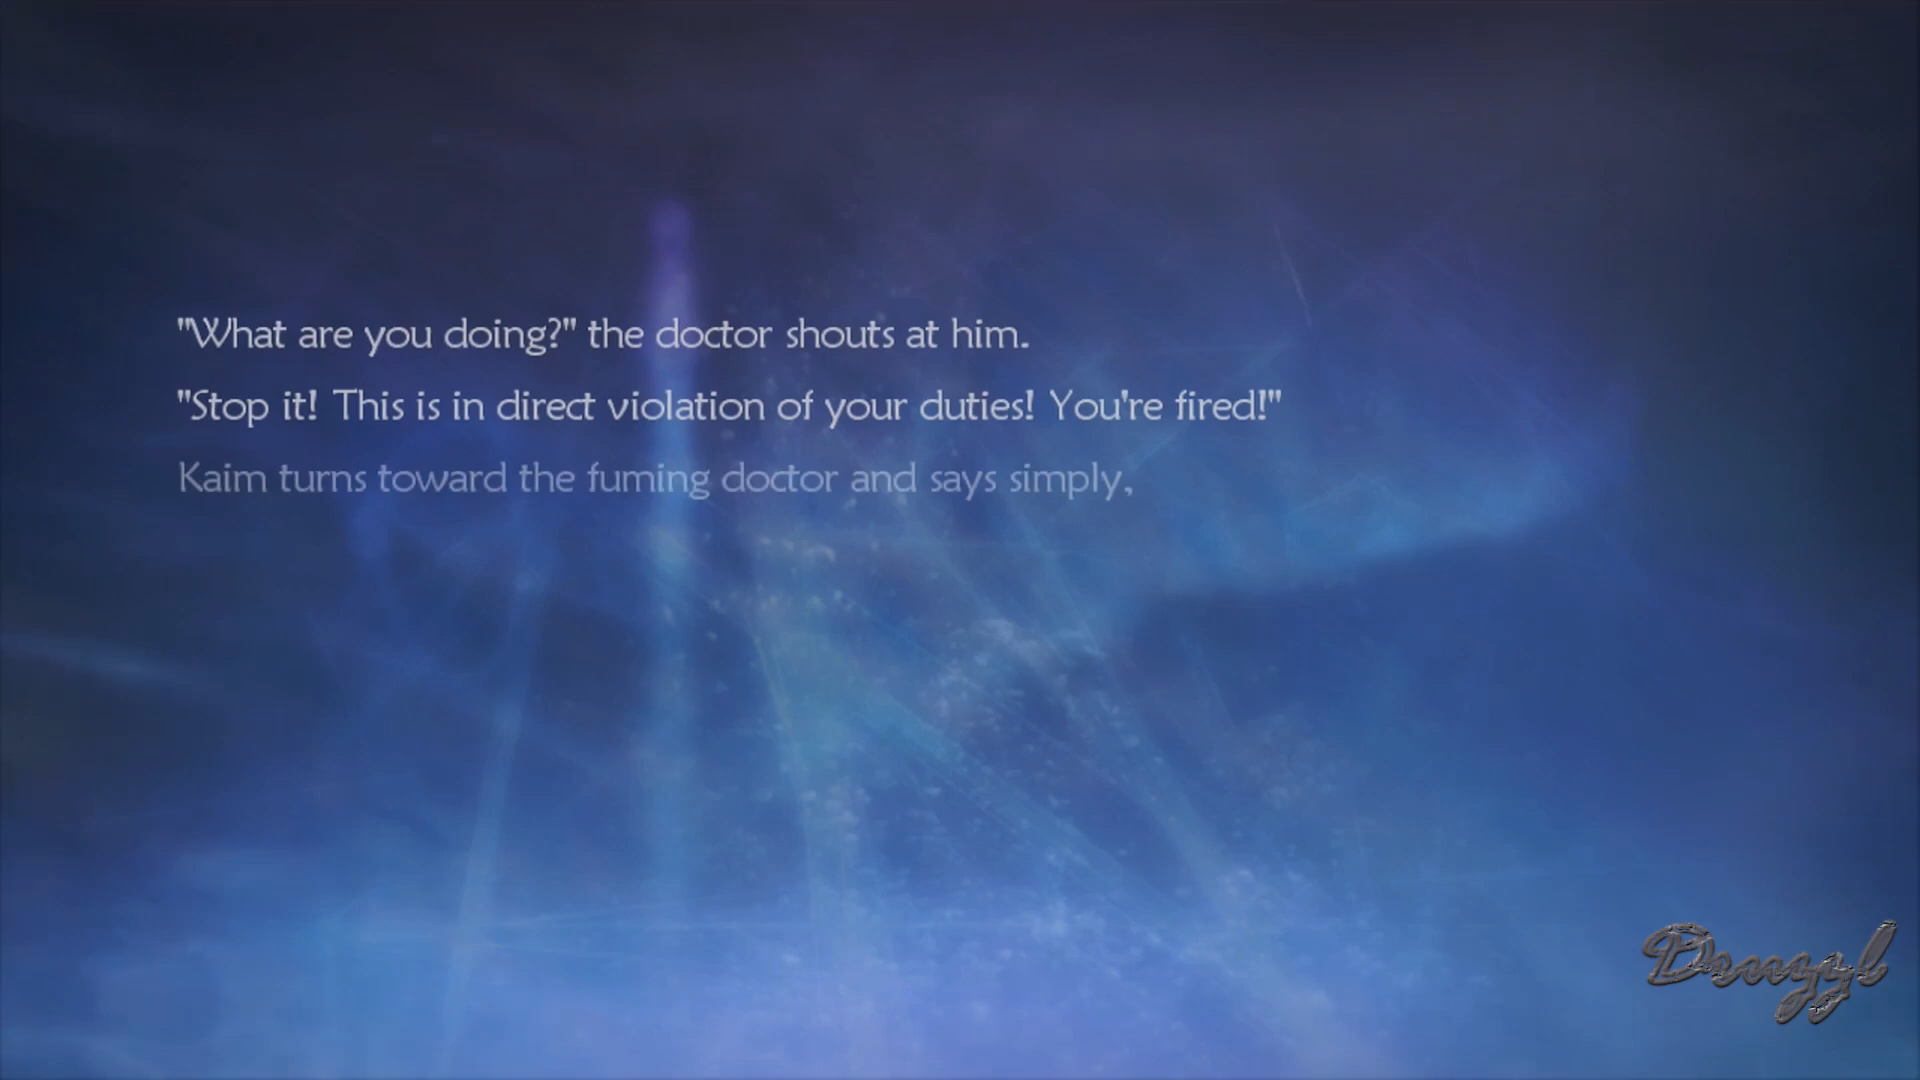 "What are you doing?" the doctor shouts at him.
"Stop it! This is in direct violation of your duties! You're fired!"
Kaim turns toward the fuming doctor and says simply,